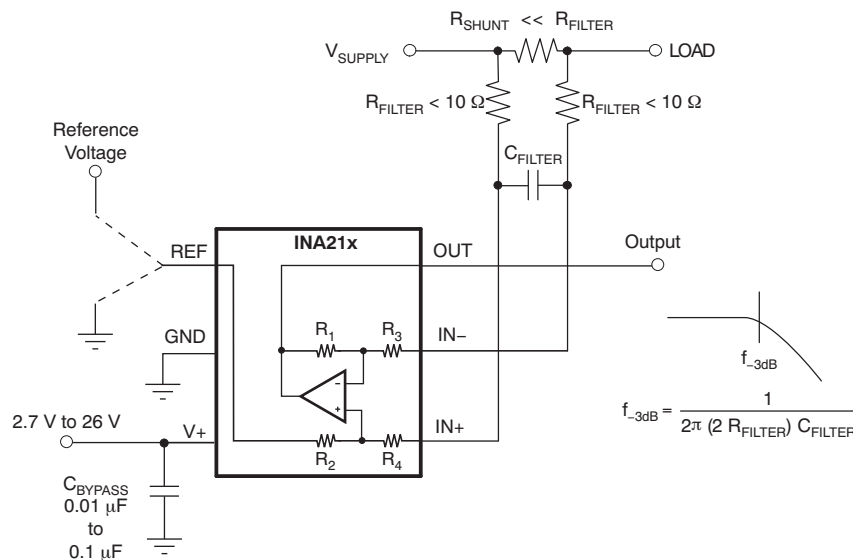 R_SHUNT << R_FILTER
V_SUPPLY
LOAD
R_FILTER < 10 Ω
R_FILTER < 10 Ω
Reference
Voltage
C_FILTER
INA21x
REF
OUT
Output
GND
R_1
R_3
IN−
f_−3dB
−
+
f_−3dB = 1 / 2π (2 R_FILTER) C_FILTER
2.7 V to 26 V
V+
R_2
R_4
IN+
C_BYPASS
0.01 μF
to
0.1 μF